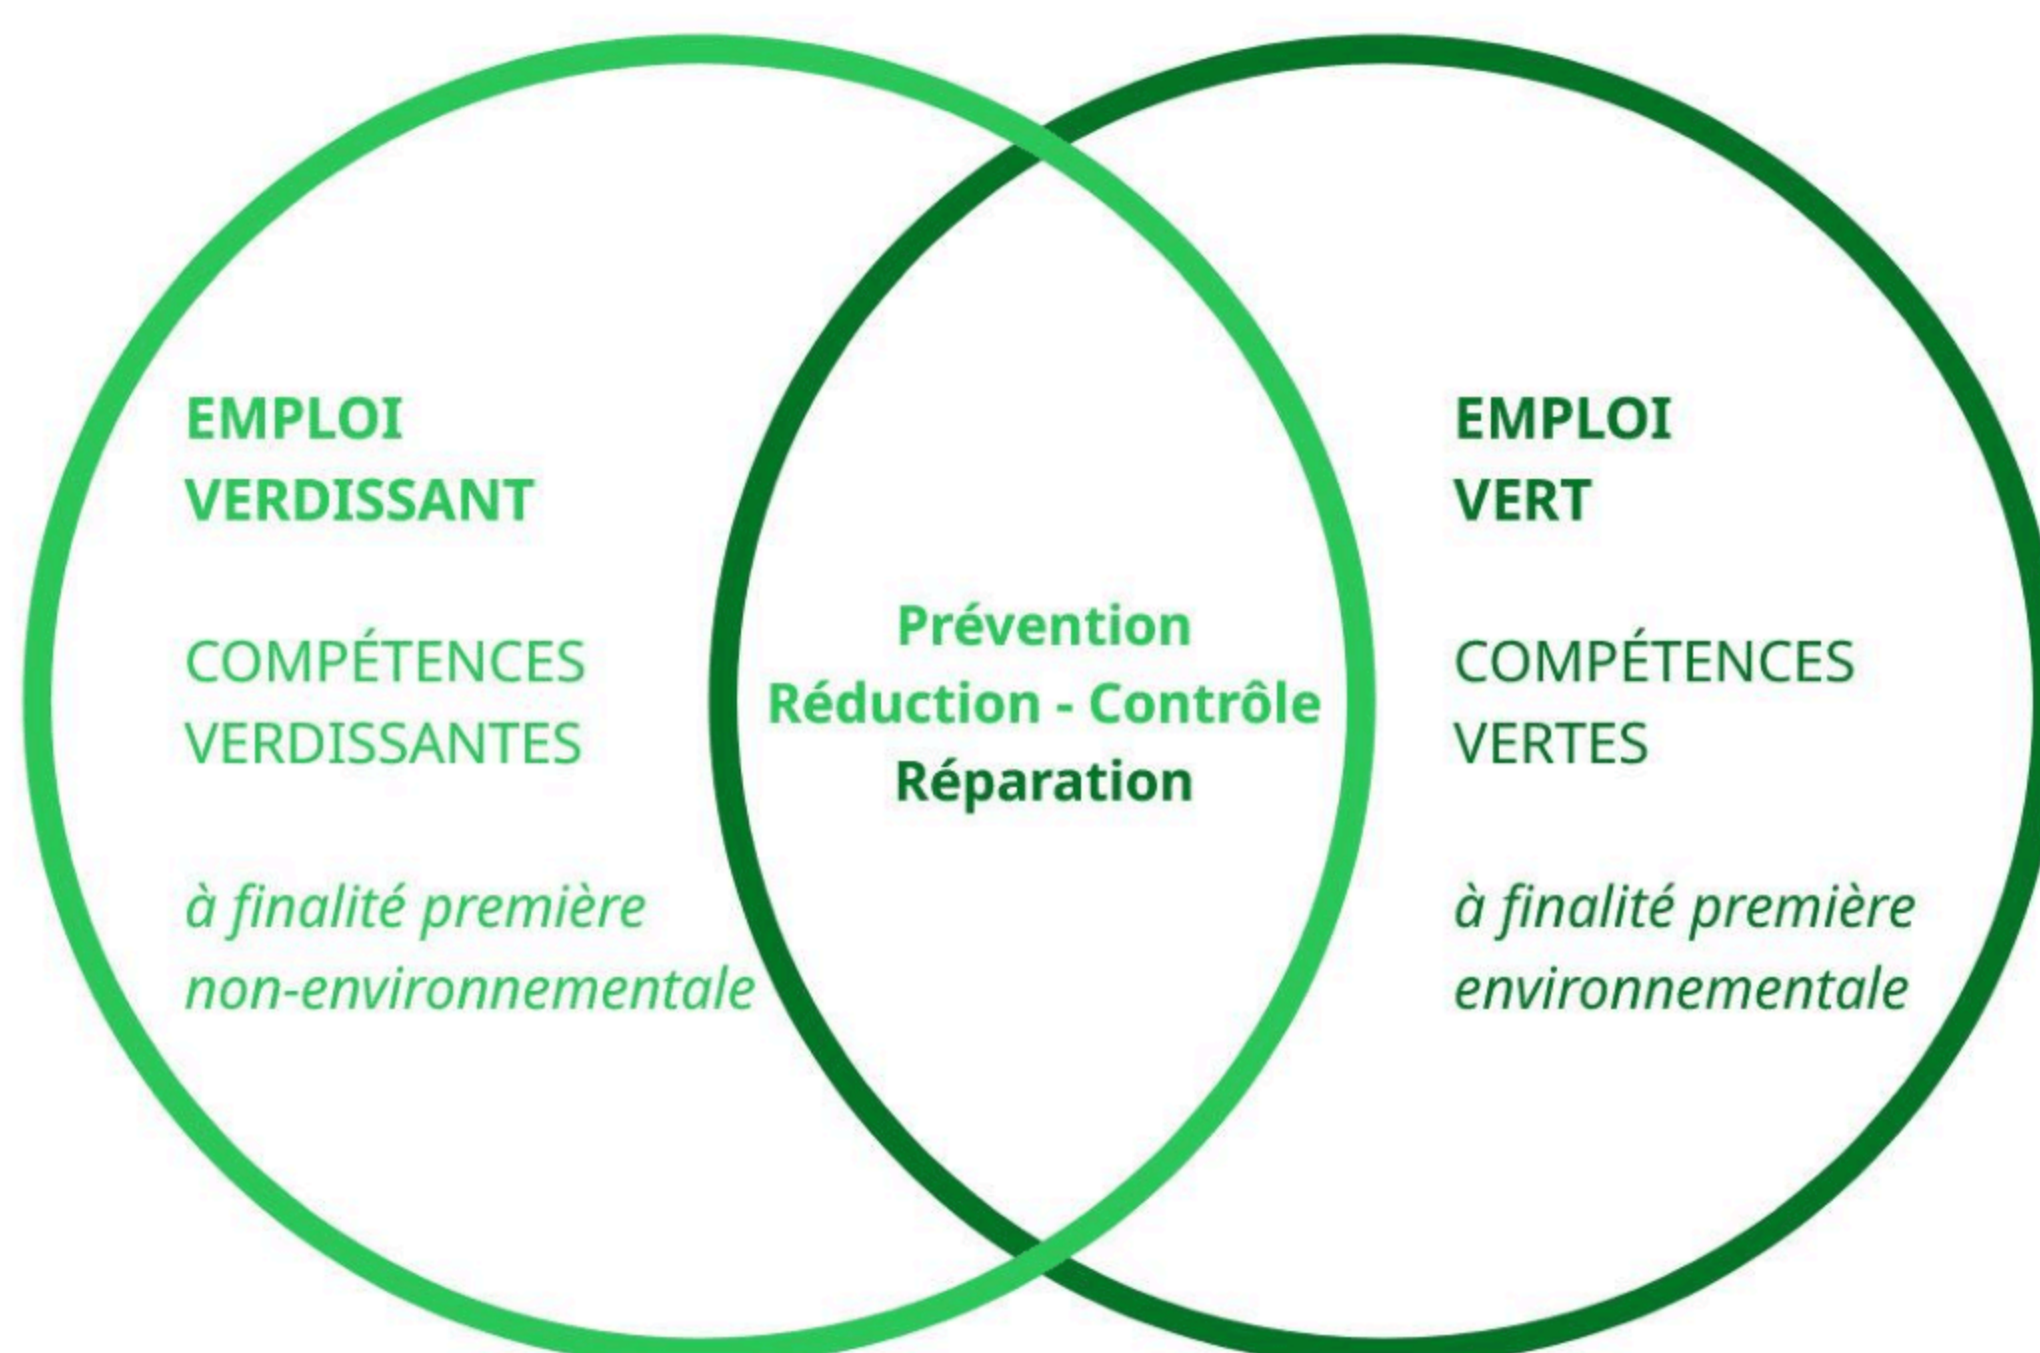 EMPLOI
VERDISSANT
COMPÉTENCES
VERDISSANTES
à finalité première
non-environnementale
Prévention
Réduction - Contrôle
Réparation
EMPLOI
VERT
COMPÉTENCES
VERTES
à finalité première
environnementale